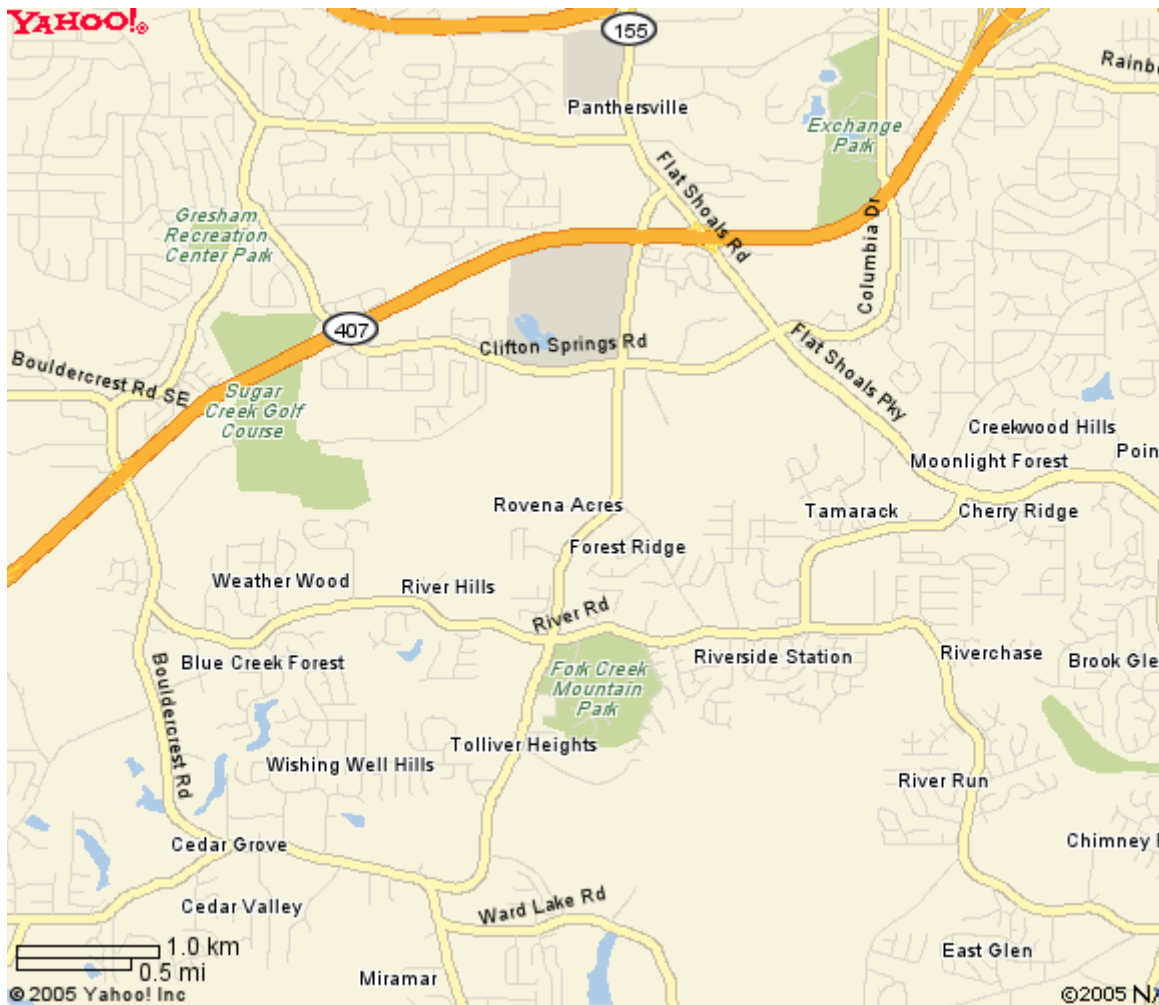 YAHOO!®
155
Rainb
Panthersville
Exchange
Park
Flat Shoals Rd
Gresham
Recreation
Center Park
Columbia Dr
407
Clifton Springs Rd
Flat Shoals Pky
Bouldercrest Rd SE
Sugar
Creek Golf
Course
Creekwood Hills
Poin
Moonlight Forest
Rovena Acres
Tamarack
Cherry Ridge
Forest Ridge
Weather Wood
River Hills
River Rd
Blue Creek Forest
Riverside Station
Riverchase
Brook Gle
Fork Creek
Mountain
Park
Bouldercrest Rd
Tolliver Heights
Wishing Well Hills
River Run
Cedar Grove
Chimney
Cedar Valley
Ward Lake Rd
1.0 km
0.5 mi
East Glen
Miramar
© 2005 Yahoo! Inc
©2005 N